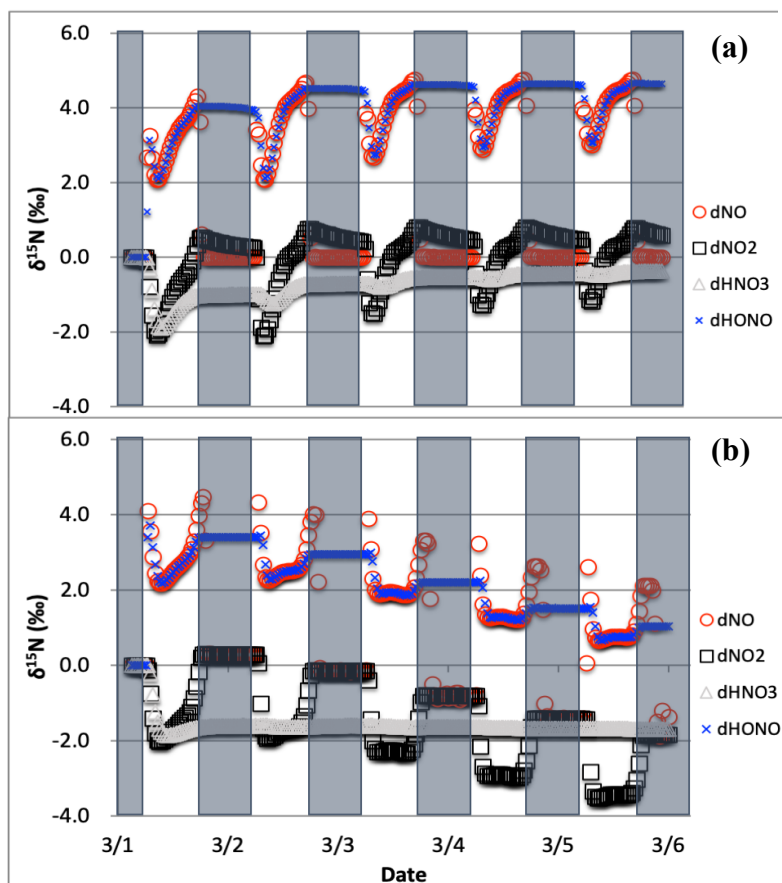 6.0
(a)
4.0
2.0
0.0
-2.0
-4.0
δ¹⁵N (‰)
dNO
dNO2
dHNO3
dHONO
6.0
(b)
4.0
2.0
0.0
-2.0
-4.0
δ¹⁵N (‰)
dNO
dNO2
dHNO3
dHONO
3/1 3/2 3/3 3/4 3/5 3/6
Date